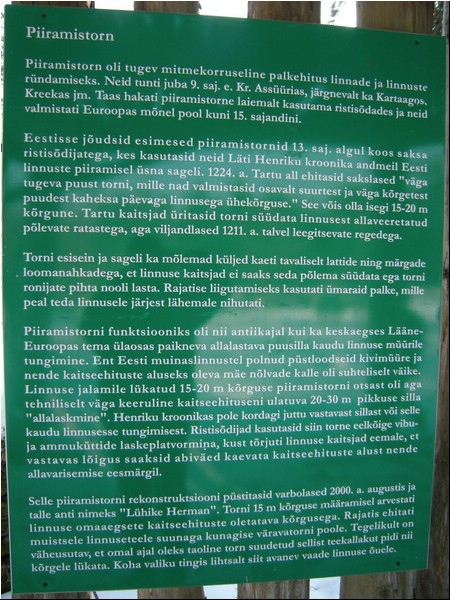 Piiramistorn
Piiramistorn oli tugev mitmekorruseline palkehitus linnade ja linnuste
ründamiseks. Neid tunti juba 9. saj. e. Kr. Assüürias, järgnevalt ka Kartaagos,
Kreekas jm. Taas hakati piiramistorne laiemalt kasutama ristisõdades ja neid
valmistati Euroopas mõnel pool kuni 15. sajandini.
Eestisse jõudsid esimesed piiramistornid 13. saj. algul koos saksa
ristisõdijatega, kes kasutasid neid Läti Henriku kroonika andmeil Eesti
linnuste piiramisel üsna sageli. 1224. a. Tartu all ehitasid sakslased "väga
tugeva puust torni, mille nad valmistasid osavalt suurtest ja väga kõrgetest
puudest kaheksa päevaga linnusega ühekõrguse." See võis olla isegi 15-20 m
kõrgune. Tartu kaitsjad üritasid torni süüdata linnusest allaveeretatud
põlevate ratastega, aga viljandlased 1211. a. talvel leegitsevate regedega.
Torni esisein ja sageli ka mõlemad küljed kaeti tavaliselt lattide ning märgade
loomanahkadega, et linnuse kaitsjad ei saaks seda põlema süüdata ega torni
ronijate pihta nooli lasta. Rajatise liigutamiseks kasutati ümaraid palke, mille
peal teda linnusele järjest lähemale nihutati.
Piiramistorni funktsiooniks oli nii antiikajal kui ka keskaegses Lääne-
Euroopas tema ülaosas paikneva allalastava puusilla kaudu linnuse müürile
tungimine. Ent Eesti muinaslinnustel polnud püstloodseid kivimüüre ja
nende kaitseehituste aluseks oleva mäe nõlvade kalle oli suhteliselt väike.
Linnuse jalamile lükatud 15-20 m kõrguse piiramistorni otsast oli aga
tehniliselt väga keeruline kaitseehituseni ulatuva 20-30 m pikkuse silla
"allalaskmine". Henriku kroonikas pole kordagi juttu vastavast sillast või selle
kaudu linnusesse tungimisest. Ristisõdijad kasutasid siin torne eelkõige vibu-
ja ammuküttide laskeplatvormina, kust tõrjuti linnuse kaitsjad eemale, et
vastavas lõigus saaksid abiväed kaevata kaitseehituste alust nende
allavarisemise eesmärgil.
Selle piiramistorni rekonstruktsiooni püstitasid varbolased 2000. a. augustis ja
talle anti nimeks "Lühike Herman". Torni 15 m kõrguse määramisel arvestati
linnuse omaaegsete kaitseehituste oletatava kõrgusega. Rajatis ehitati
muistsele linnuseteele suunaga kunagise väravatorni poole. Tegelikult on
väheusutav, et omal ajal oleks taoline torn suudetud sellist teekallakut pidi nii
kõrgele lükata. Koha valiku tingis lihtsalt siit avanev vaade linnuse õuele.